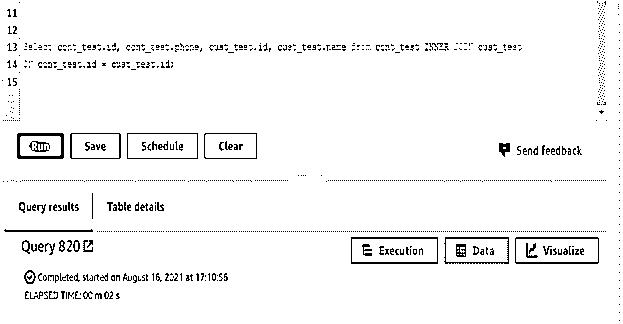 11
12
13 Select cont_test.id, cont_test.phone, cust_test.id, cust_test.name from cont_test INNER JOIN cust_test
14 ON cont_test.id = cust_test.id;
15
Run Save Schedule Clear
Send feedback
Query results Table details
Query 820 Execution Data Visualize
Completed, started on August 16, 2021 at 17:10:56
ELAPSED TIME: 00 m 02 s